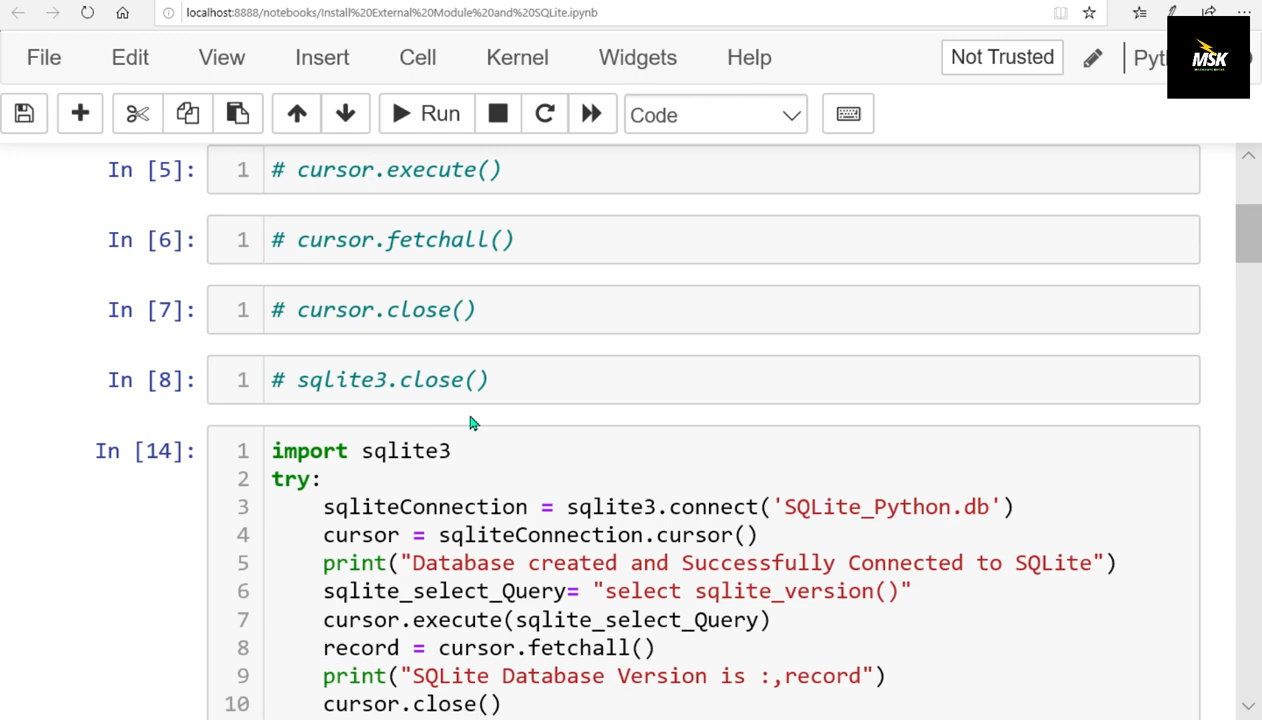 localhost:8888/notebooks/Install%20External%20Module%20and%20SQLite.ipynb
File Edit View Insert Cell Kernel Widgets Help Not Trusted Pyt
MSK
Run Code
In [5]: 1 # cursor.execute()
In [6]: 1 # cursor.fetchall()
In [7]: 1 # cursor.close()
In [8]: 1 # sqlite3.close()
In [14]: 1 import sqlite3
2 try:
3 sqliteConnection = sqlite3.connect('SQLite_Python.db')
4 cursor = sqliteConnection.cursor()
5 print("Database created and Successfully Connected to SQLite")
6 sqlite_select_Query= "select sqlite_version()"
7 cursor.execute(sqlite_select_Query)
8 record = cursor.fetchall()
9 print("SQLite Database Version is :,record")
10 cursor.close()